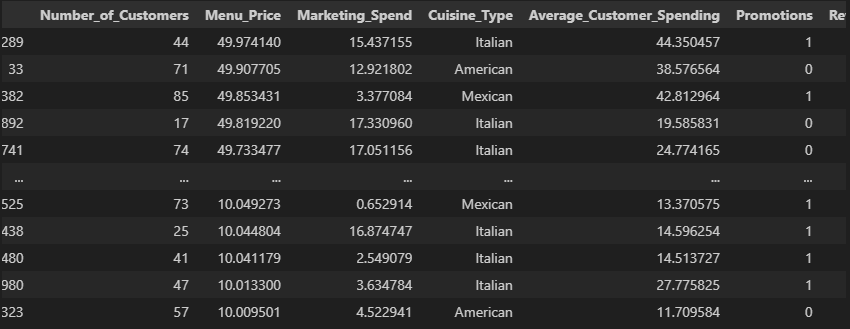 Number_of_Customers Menu_Price Marketing_Spend Cuisine_Type Average_Customer_Spending Promotions Re
289 44 49.974140 15.437155 Italian 44.350457 1
33 71 49.907705 12.921802 American 38.576564 0
382 85 49.853431 3.377084 Mexican 42.812964 1
892 17 49.819220 17.330960 Italian 19.585831 0
741 74 49.733477 17.051156 Italian 24.774165 0
... ... ... ... ... ... ...
525 73 10.049273 0.652914 Mexican 13.370575 1
438 25 10.044804 16.874747 Italian 14.596254 1
480 41 10.041179 2.549079 Italian 14.513727 1
980 47 10.013300 3.634784 Italian 27.775825 1
323 57 10.009501 4.522941 American 11.709584 0